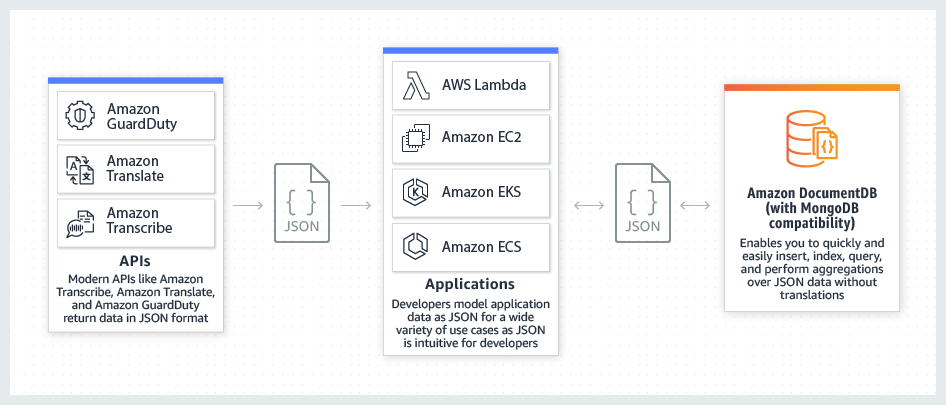 Amazon
GuardDuty
Amazon
Translate
Amazon
Transcribe
APIs
Modern APIs like Amazon
Transcribe, Amazon Translate,
and Amazon GuardDuty
return data in JSON format
{ }
JSON
AWS Lambda
Amazon EC2
Amazon EKS
Amazon ECS
Applications
Developers model application
data as JSON for a wide
variety of use cases as JSON
is intuitive for developers
{ }
JSON
{}
Amazon DocumentDB
(with MongoDB
compatibility)
Enables you to quickly and
easily insert, index, query,
and perform aggregations
over JSON data without
translations